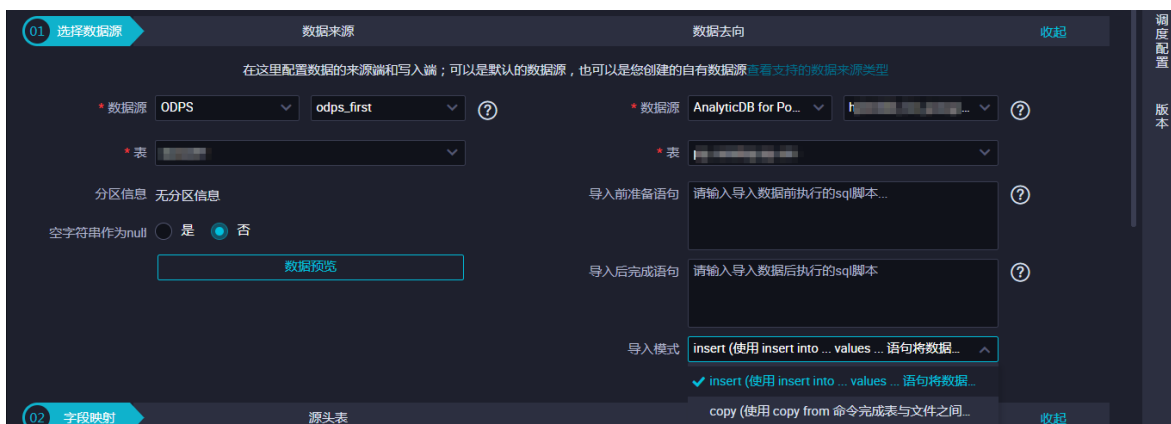 01 选择数据源 数据来源 数据去向 收起
调度配置
版本
在这里配置数据的来源端和写入端；可以是默认的数据源，也可以是您创建的自有数据源查看支持的数据来源类型
* 数据源 ODPS odps_first ? * 数据源 AnalyticDB for Po... ?
* 表 * 表
分区信息 无分区信息 导入前准备语句 请输入导入数据前执行的sql脚本... ?
空字符串作为null 是 否
数据预览
导入后完成语句 请输入导入数据后执行的sql脚本 ?
导入模式 insert (使用 insert into ... values ... 语句将数据...
insert (使用 insert into ... values ... 语句将数据...
copy (使用 copy from 命令完成表与文件之间...
02 字段映射 源头表 收起